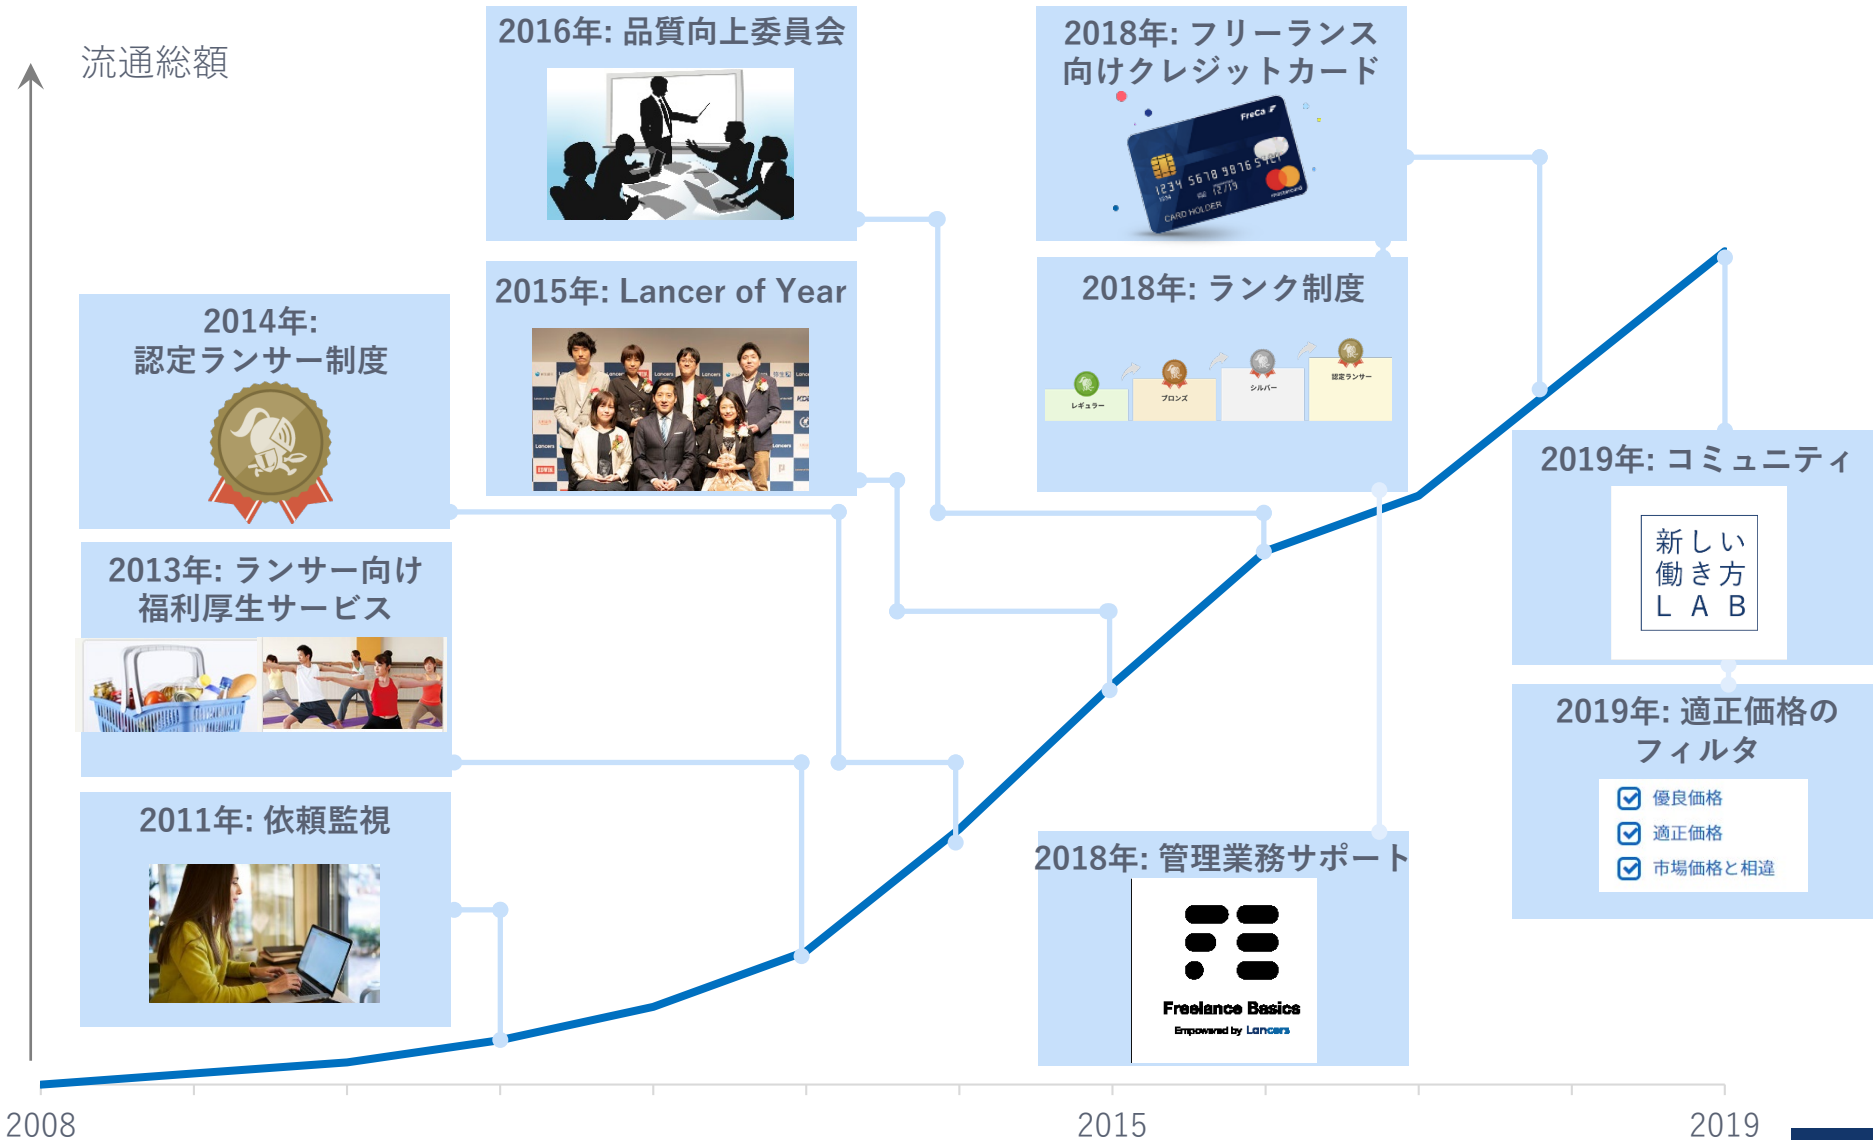 流通総額
2016年: 品質向上委員会
2018年: フリーランス
向けクレジットカード
FreCa
1234 5678 9876
12/19
CARD HOLDER
mastercard
2015年: Lancer of Year
Lancers
2018年: ランク制度
レギュラー
ブロンズ
シルバー
認定ランサー
2014年:
認定ランサー制度
2013年: ランサー向け
福利厚生サービス
2011年: 依頼監視
2019年: コミュニティ
新しい
働き方
LAB
2019年: 適正価格の
フィルタ
優良価格
適正価格
市場価格と相違
2018年: 管理業務サポート
Freelance Basics
Empowered by Lancers
2008
2015
2019